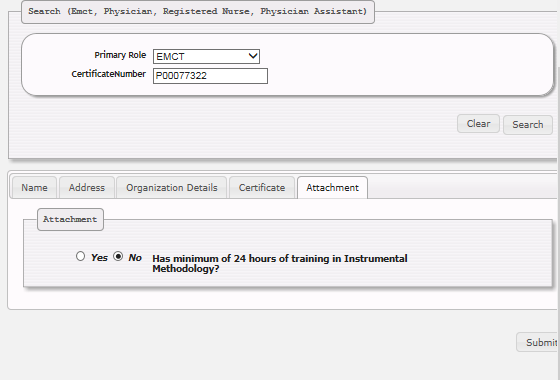 Search (Emct, Physician, Registered Nurse, Physician Assistant)
Primary Role EMCT
CertificateNumber P00077322
Clear Search
Name Address Organization Details Certificate Attachment
Attachment
Yes No Has minimum of 24 hours of training in Instrumental
Methodology?
Submit